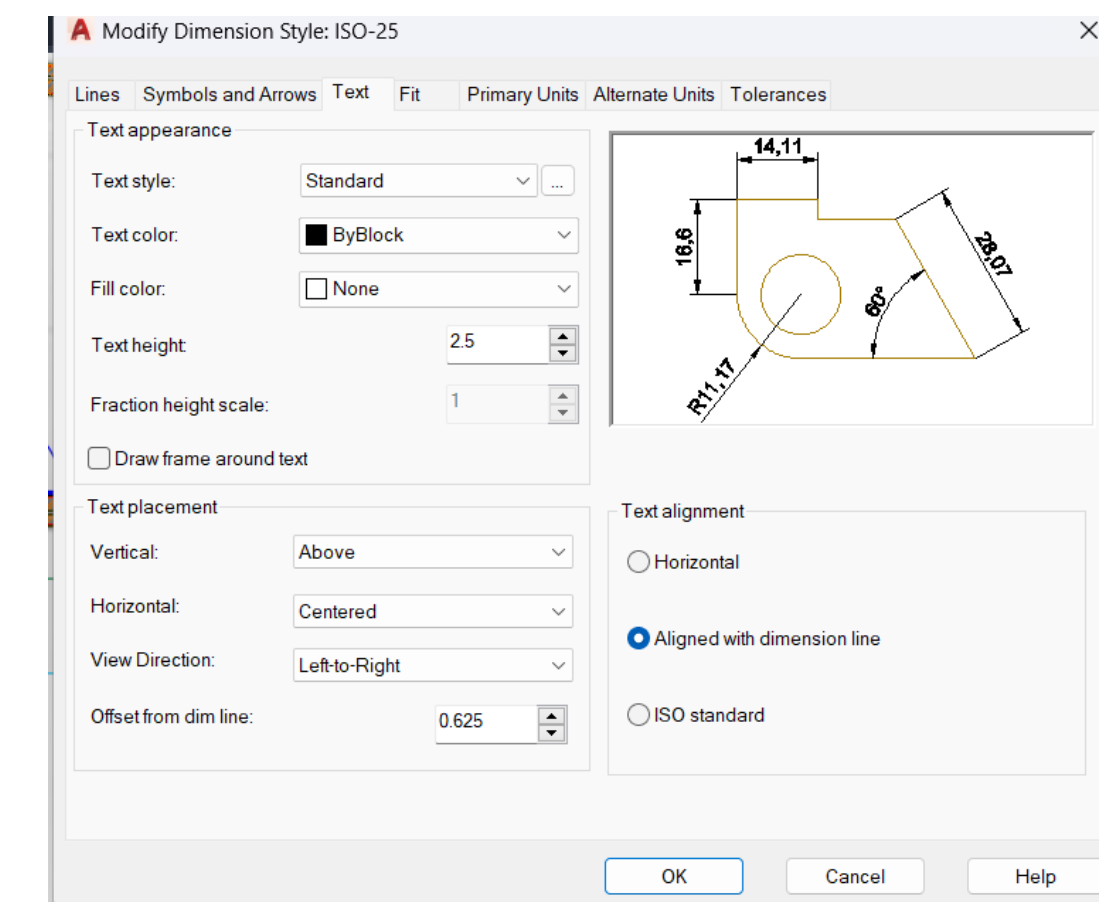 A Modify Dimension Style: ISO-25
Lines Symbols and Arrows Text Fit Primary Units Alternate Units Tolerances
Text appearance
Text style: Standard ...
Text color: ByBlock
Fill color: None
Text height: 2.5
Fraction height scale: 1
Draw frame around text
14,11
16,6
28,07
60°
R11,17
Text placement
Vertical: Above
Horizontal: Centered
View Direction: Left-to-Right
Offset from dim line: 0.625
Text alignment
Horizontal
Aligned with dimension line
ISO standard
OK Cancel Help